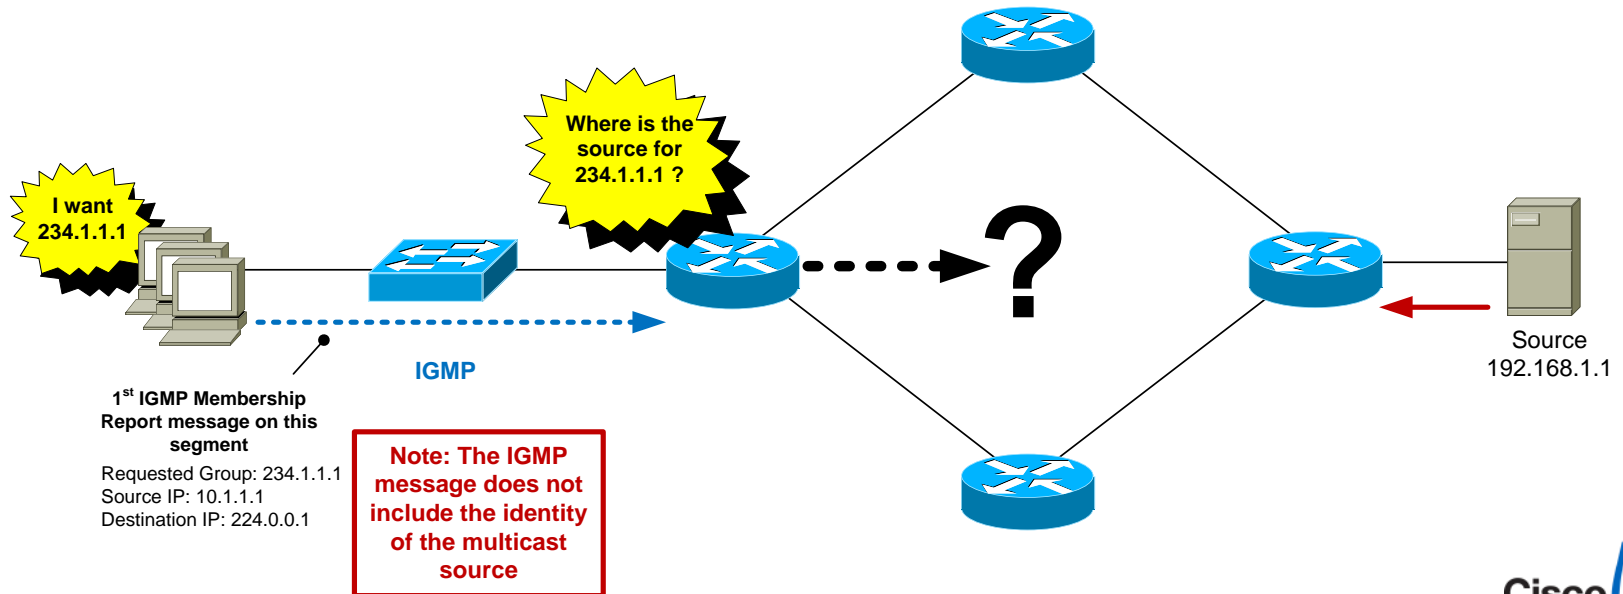 I want
234.1.1.1
Where is the
source for
234.1.1.1 ?
?
IGMP
1st IGMP Membership
Report message on this
segment
Requested Group: 234.1.1.1
Source IP: 10.1.1.1
Destination IP: 224.0.0.1
Note: The IGMP
message does not
include the identity
of the multicast
source
Source
192.168.1.1
Cisco